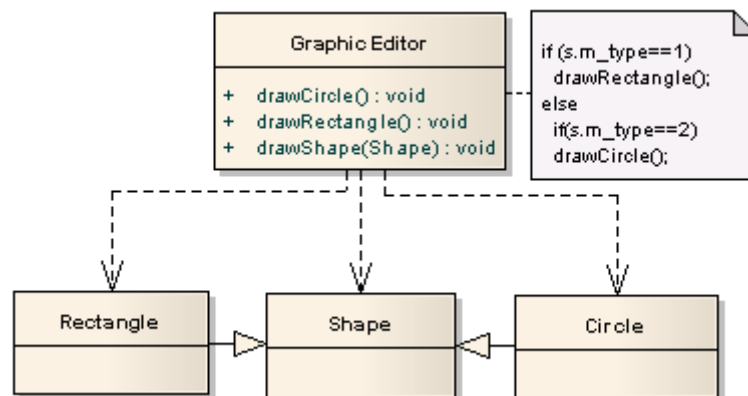 Graphic Editor
+ drawCircle() : void
+ drawRectangle() : void
+ drawShape(Shape) : void
if (s.m_type==1)
drawRectangle();
else
if(s.m_type==2)
drawCircle();
Rectangle
Shape
Circle